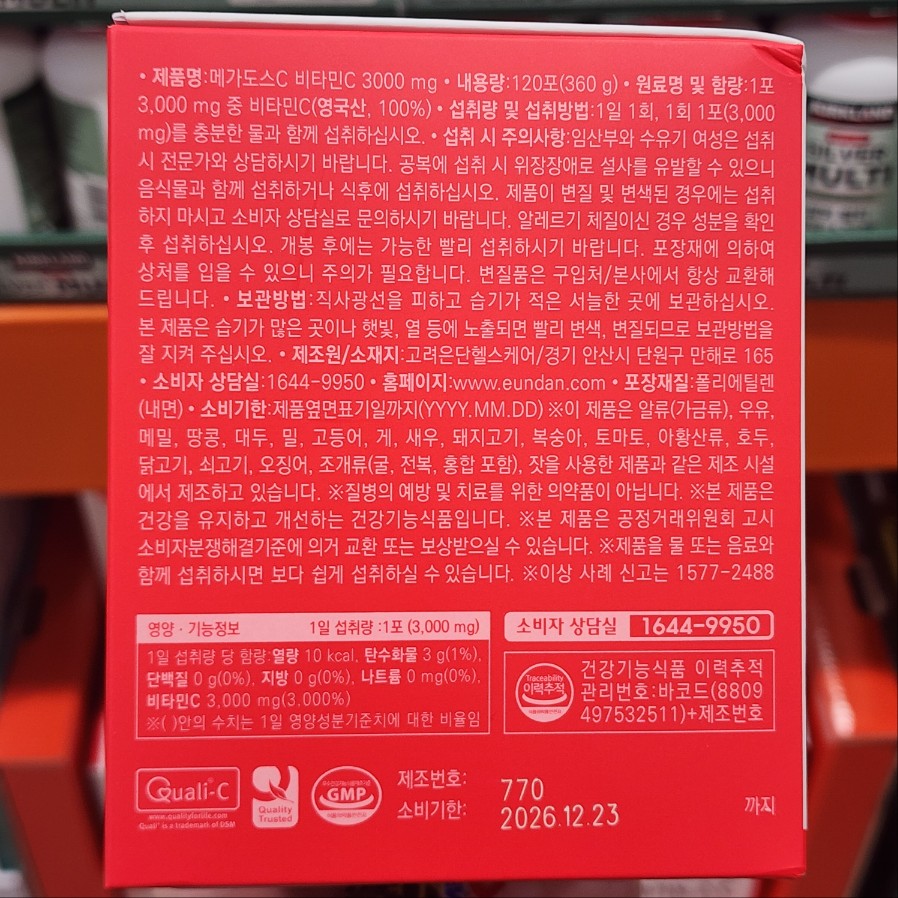 • 제품명:메가도스C 비타민C 3000 mg • 내용량:120포(360 g) • 원료명 및 함량:1포
3,000 mg 중 비타민C(영국산, 100%) • 섭취량 및 섭취방법:1일 1회, 1회 1포(3,000
mg)를 충분한 물과 함께 섭취하십시오. • 섭취 시 주의사항:임산부와 수유기 여성은 섭취
시 전문가와 상담하시기 바랍니다. 공복에 섭취 시 위장장애로 설사를 유발할 수 있으니
음식물과 함께 섭취하거나 식후에 섭취하십시오. 제품이 변질 및 변색된 경우에는 섭취
하지 마시고 소비자 상담실로 문의하시기 바랍니다. 알레르기 체질이신 경우 성분을 확인
후 섭취하십시오. 개봉 후에는 가능한 빨리 섭취하시기 바랍니다. 포장재에 의하여
상처를 입을 수 있으니 주의가 필요합니다. 변질품은 구입처/본사에서 항상 교환해
드립니다. • 보관방법:직사광선을 피하고 습기가 적은 서늘한 곳에 보관하십시오.
본 제품은 습기가 많은 곳이나 햇빛, 열 등에 노출되면 빨리 변색, 변질되므로 보관방법을
잘 지켜 주십시오. • 제조원/소재지:고려은단헬스케어/경기 안산시 단원구 만해로 165
• 소비자 상담실:1644-9950 • 홈페이지:www.eundan.com • 포장재질:폴리에틸렌
(내면) • 소비기한:제품옆면표기일까지(YYYY.MM.DD) ※이 제품은 알류(가금류), 우유,
메밀, 땅콩, 대두, 밀, 고등어, 게, 새우, 돼지고기, 복숭아, 토마토, 아황산류, 호두,
닭고기, 쇠고기, 오징어, 조개류(굴, 전복, 홍합 포함), 잣을 사용한 제품과 같은 제조 시설
에서 제조하고 있습니다. ※질병의 예방 및 치료를 위한 의약품이 아닙니다. ※본 제품은
건강을 유지하고 개선하는 건강기능식품입니다. ※본 제품은 공정거래위원회 고시
소비자분쟁해결기준에 의거 교환 또는 보상받으실 수 있습니다. ※제품을 물 또는 음료와
함께 섭취하시면 보다 쉽게 섭취하실 수 있습니다. ※이상 사례 신고는 1577-2488
영양·기능정보 1일 섭취량:1포 (3,000 mg)
1일 섭취량 당 함량:열량 10 kcal, 탄수화물 3 g(1%),
단백질 0 g(0%), 지방 0 g(0%), 나트륨 0 mg(0%),
비타민C 3,000 mg(3.000%)
※( )안의 수치는 1일 영양성분기준치에 대한 비율임
소비자 상담실 1644-9950
Traceability
이력추적
건강기능식품 이력추적
관리번호:바코드(8809
497532511)+제조번호
Quali®-C
www.qualityforlife.com
Quali® is a trademark of DSM
Quality
Trusted
GMP
제조번호: 770
소비기한: 2026.12.23 까지
SILVER
MULTI